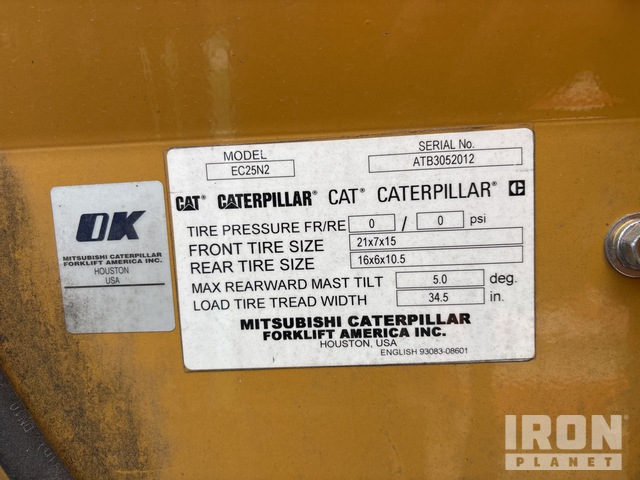 MODEL
EC25N2
SERIAL No.
ATB3052012
CAT® CATERPILLAR® CAT® CATERPILLAR®
TIRE PRESSURE FR/RE 0 / 0 psi
FRONT TIRE SIZE 21x7x15
REAR TIRE SIZE 16x6x10.5
MAX REARWARD MAST TILT 5.0 deg.
LOAD TIRE TREAD WIDTH 34.5 in.
MITSUBISHI CATERPILLAR
FORKLIFT AMERICA INC.
HOUSTON, USA
ENGLISH 93083-08601
OK
MITSUBISHI CATERPILLAR
FORKLIFT AMERICA INC.
HOUSTON
USA
IRON
PLANET